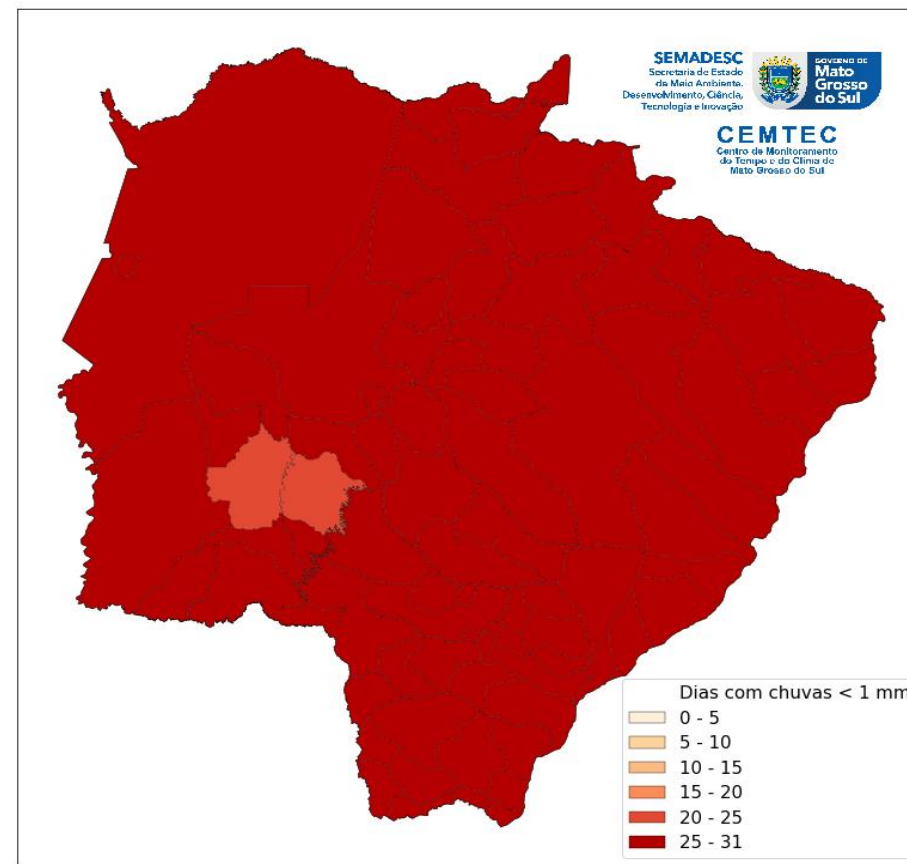 SEMADESC
Secretaria de Estado
de Meio Ambiente,
Desenvolvimento, Ciência,
Tecnologia e Inovação
GOVERNO DE
Mato
Grosso
do Sul
CEMTEC
Centro de Monitoramento
do Tempo e do Clima de
Mato Grosso do Sul
Dias com chuvas < 1 mm
0 - 5
5 - 10
10 - 15
15 - 20
20 - 25
25 - 31